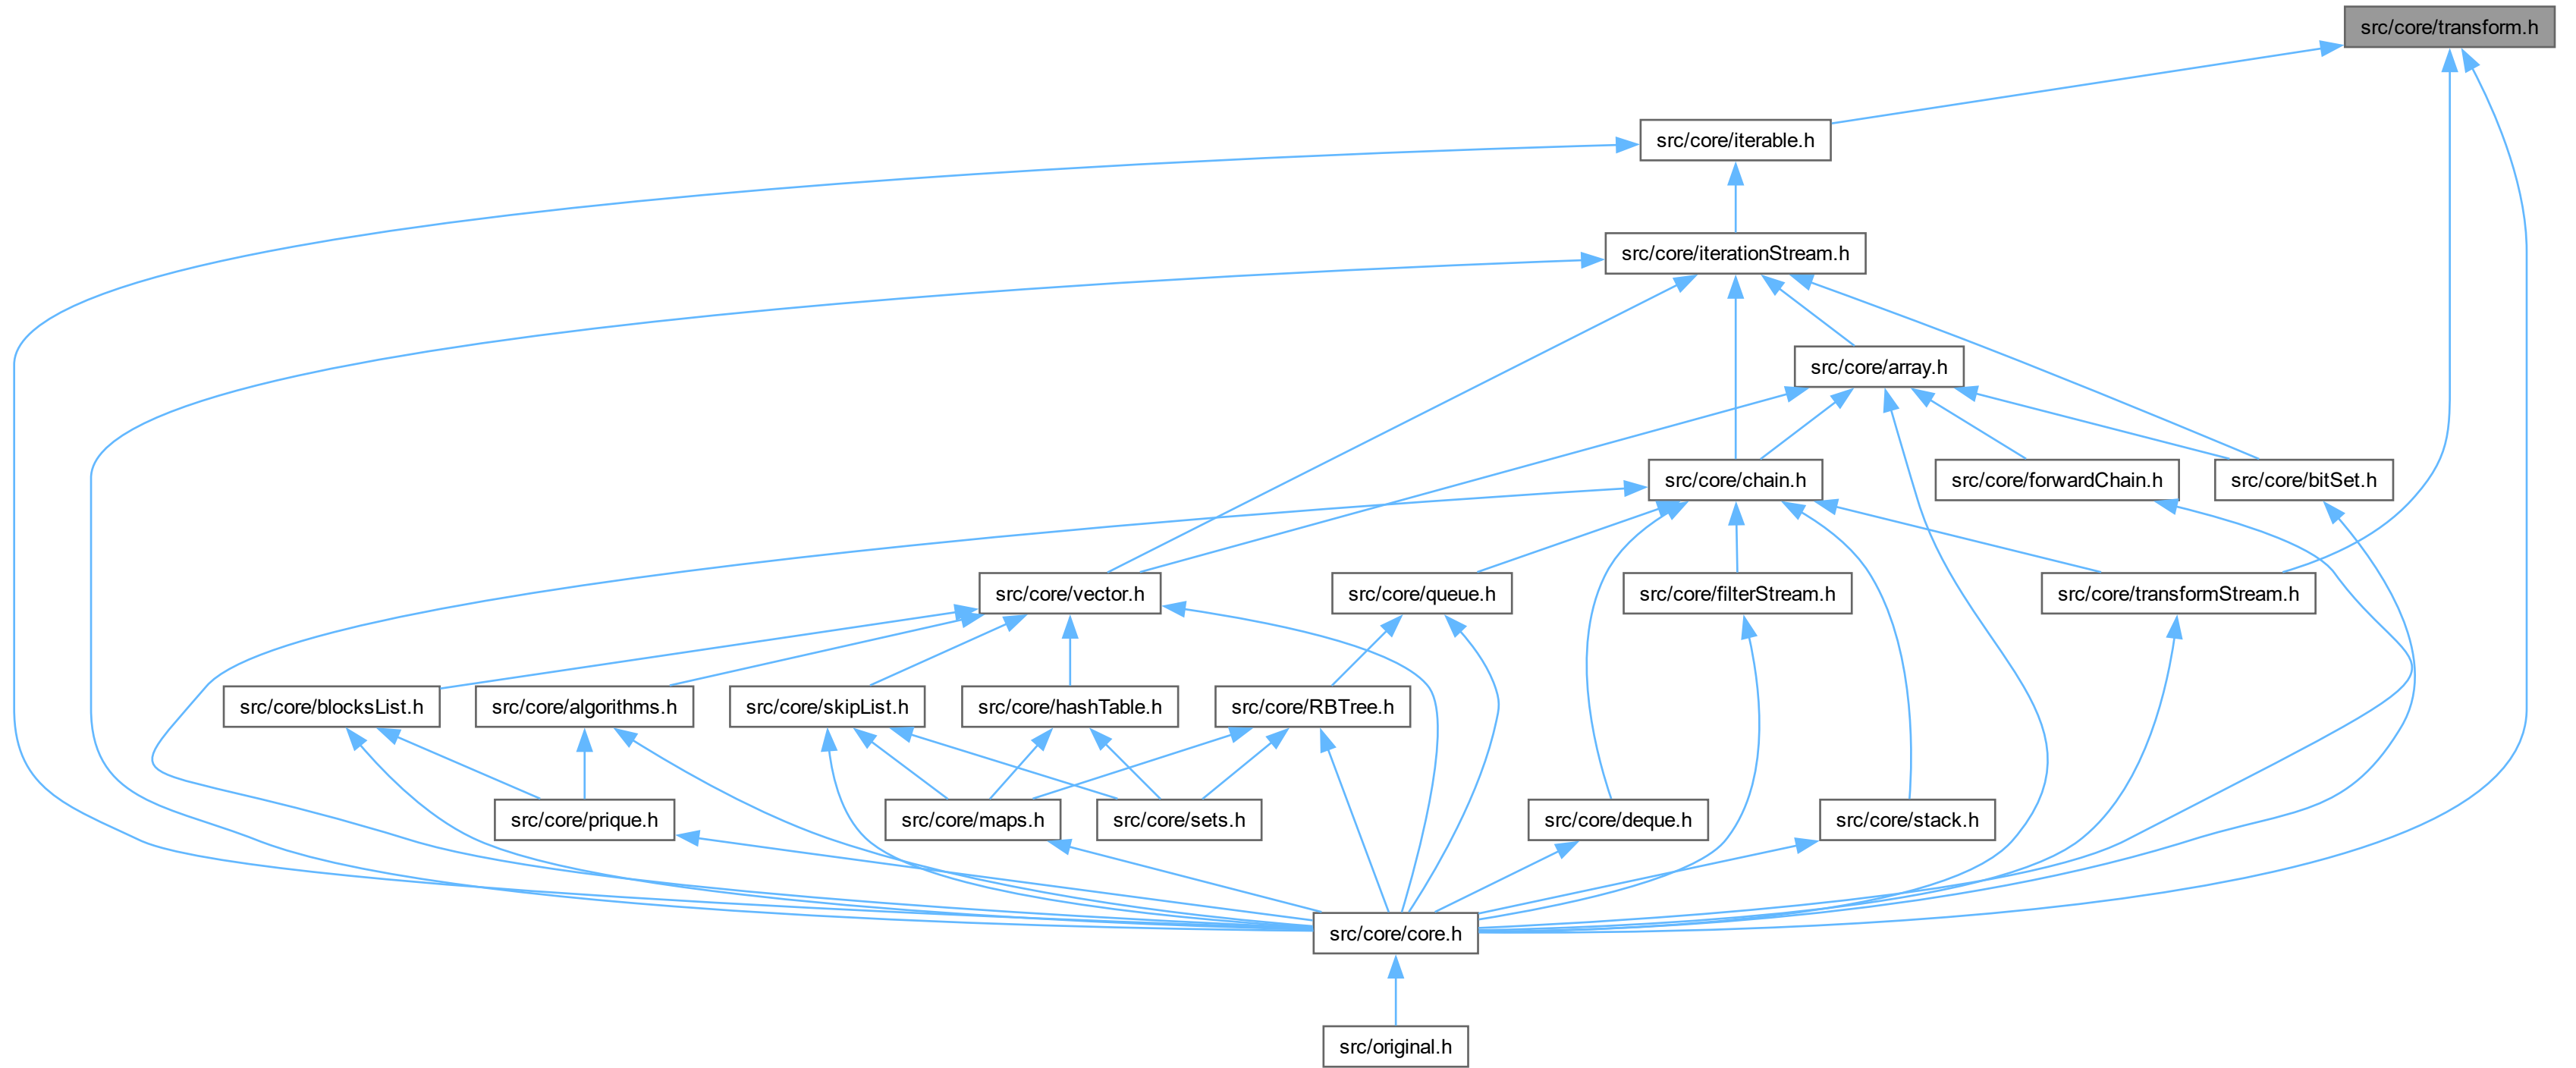 src/core/transform.h
src/core/iterable.h
src/core/iterationStream.h
src/core/array.h
src/core/chain.h
src/core/forwardChain.h
src/core/bitSet.h
src/core/vector.h
src/core/queue.h
src/core/filterStream.h
src/core/transformStream.h
src/core/blocksList.h
src/core/algorithms.h
src/core/skipList.h
src/core/hashTable.h
src/core/RBTree.h
src/core/prique.h
src/core/maps.h
src/core/sets.h
src/core/deque.h
src/core/stack.h
src/core/core.h
src/original.h